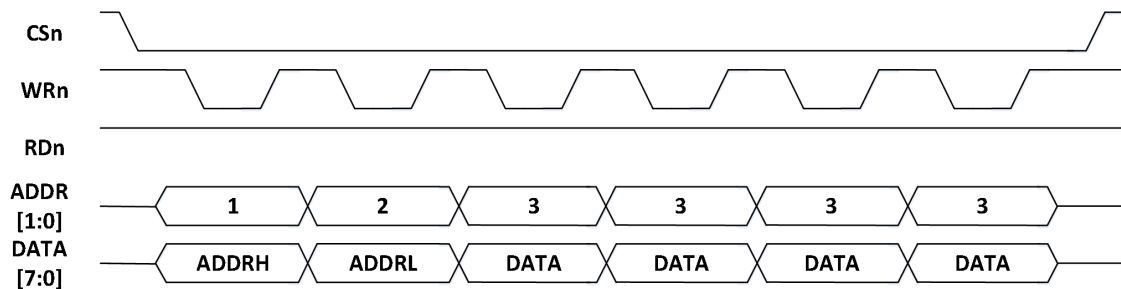 CSn
WRn
RDn
ADDR
[1:0]
1 2 3 3 3 3
DATA
[7:0]
ADDRH ADDRL DATA DATA DATA DATA